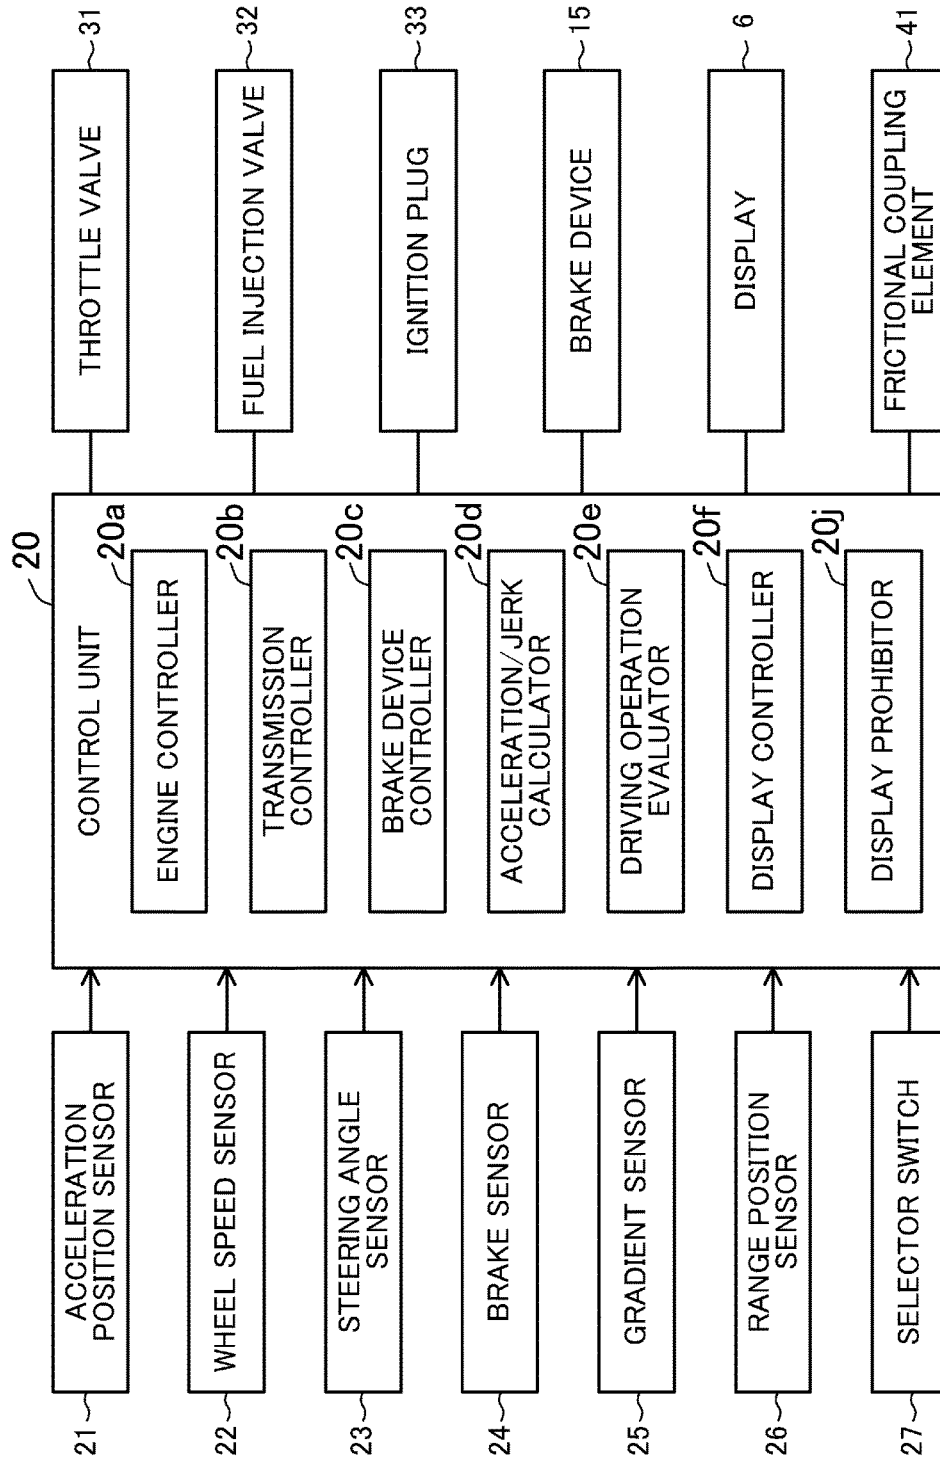 21
ACCELERATION
POSITION SENSOR
22
WHEEL SPEED SENSOR
23
STEERING ANGLE
SENSOR
24
BRAKE SENSOR
25
GRADIENT SENSOR
26
RANGE POSITION
SENSOR
27
SELECTOR SWITCH
20
CONTROL UNIT
20a
ENGINE CONTROLLER
20b
TRANSMISSION
CONTROLLER
20c
BRAKE DEVICE
CONTROLLER
20d
ACCELERATION/JERK
CALCULATOR
20e
DRIVING OPERATION
EVALUATOR
20f
DISPLAY CONTROLLER
20j
DISPLAY PROHIBITOR
THROTTLE VALVE
31
FUEL INJECTION VALVE
32
IGNITION PLUG
33
BRAKE DEVICE
15
DISPLAY
6
FRICTIONAL COUPLING
ELEMENT
41